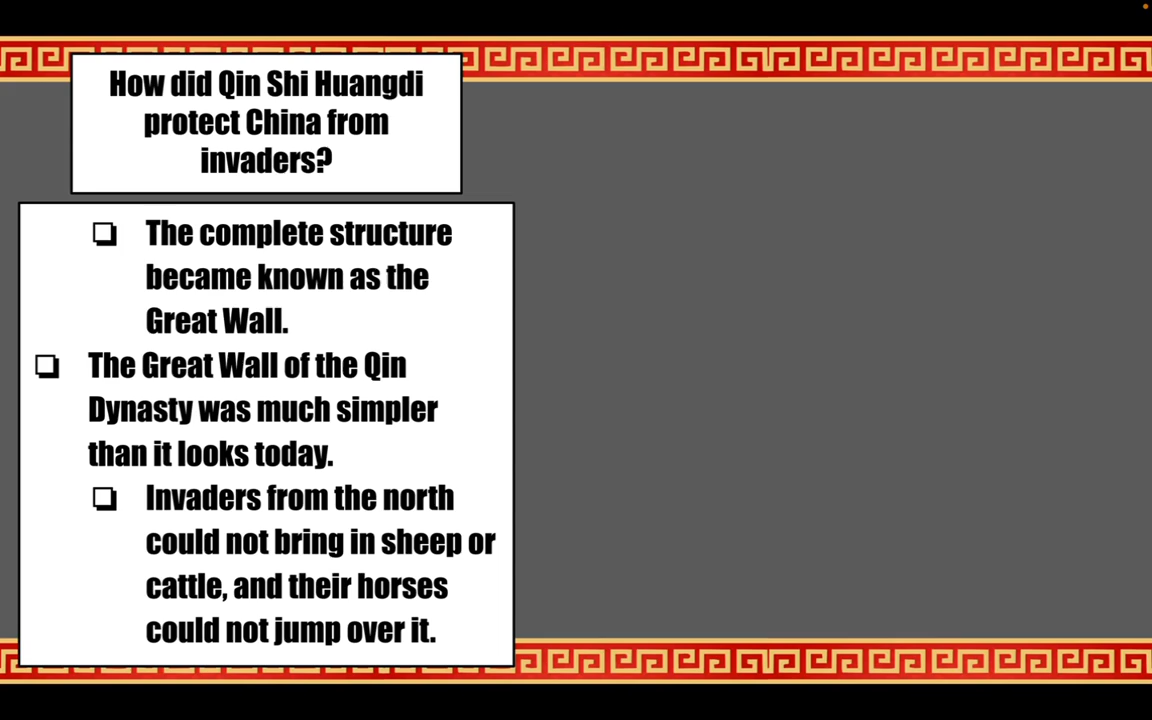 How did Qin Shi Huangdi
protect China from
invaders?
❏ The complete structure
became known as the
Great Wall.
❏ The Great Wall of the Qin
Dynasty was much simpler
than it looks today.
❏ Invaders from the north
could not bring in sheep or
cattle, and their horses
could not jump over it.